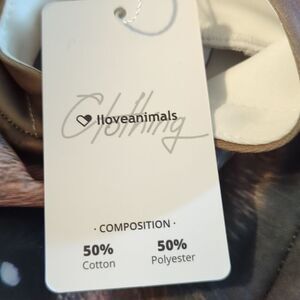 Clothing
Iloveanimals
· COMPOSITION ·
50% 50%
Cotton Polyester